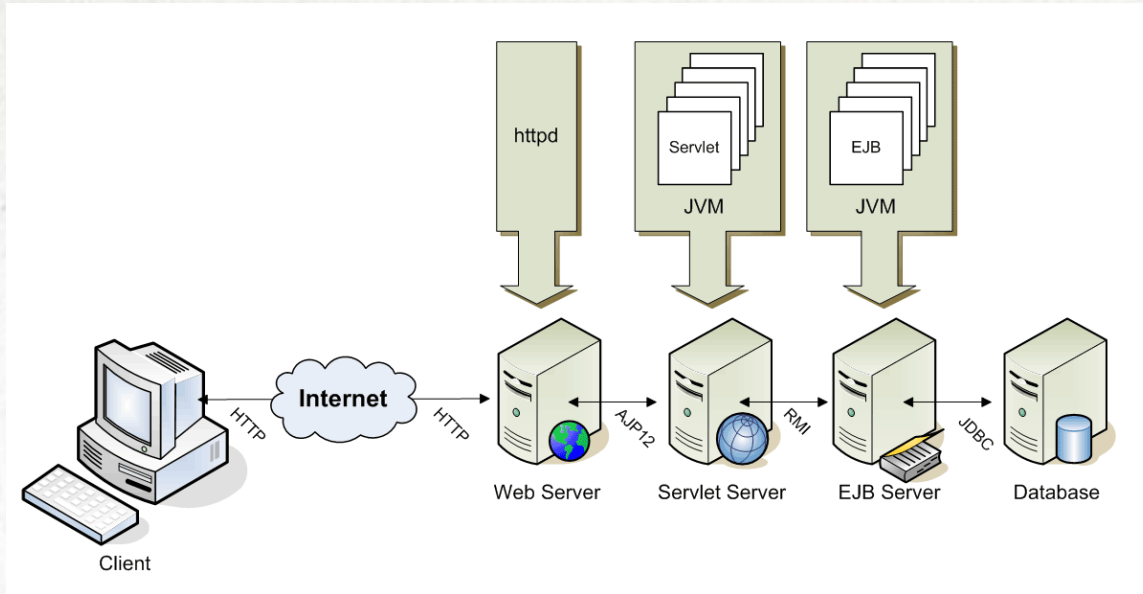 httpd
Servlet
JVM
EJB
JVM
Internet
HTTP
HTTP
AJP12
RMI
JDBC
Web Server
Servlet Server
EJB Server
Database
Client